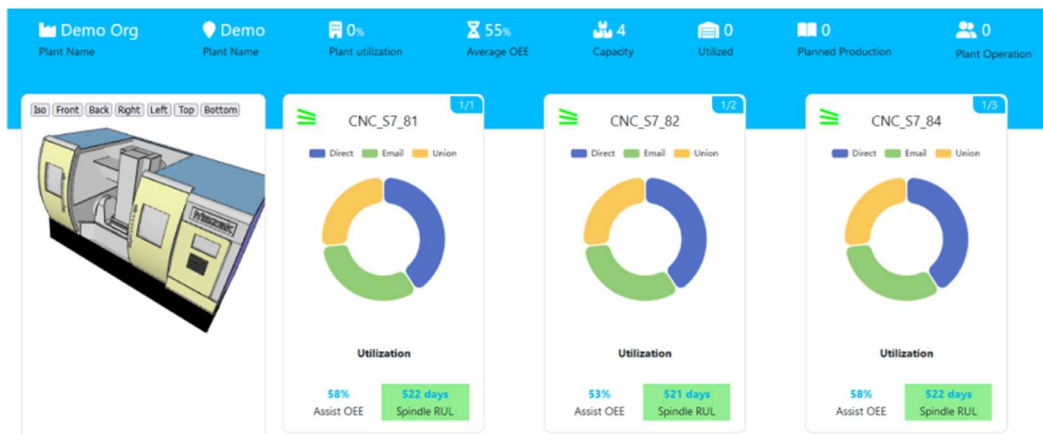 Demo Org
Plant Name
Demo
Plant Name
0%
Plant utilization
55%
Average OEE
4
Capacity
0
Utilized
0
Planned Production
0
Plant Operation
Iso Front Back Right Left Top Bottom
Mazak
1/1
CNC_S7_81
Direct Email Union
Utilization
58%
Assist OEE
522 days
Spindle RUL
1/2
CNC_S7_82
Direct Email Union
Utilization
53%
Assist OEE
521 days
Spindle RUL
1/3
CNC_S7_84
Direct Email Union
Utilization
58%
Assist OEE
522 days
Spindle RUL